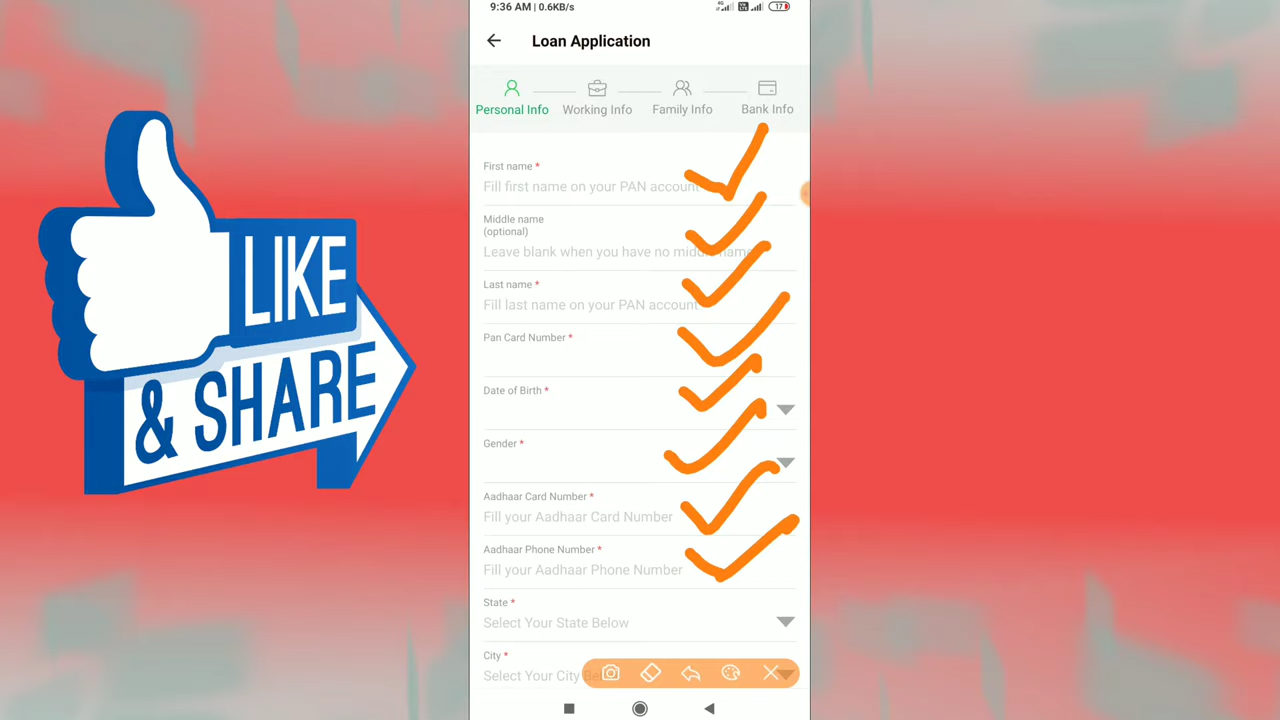 9:36 AM | 0.6KB/s
4G
17
Loan Application
Personal Info
Working Info
Family Info
Bank Info
First name *
Fill first name on your PAN account
Middle name
(optional)
Leave blank when you have no middle name
Last name *
Fill last name on your PAN account
Pan Card Number *
Date of Birth *
Gender *
Aadhaar Card Number *
Fill your Aadhaar Card Number
Aadhaar Phone Number *
Fill your Aadhaar Phone Number
State *
Select Your State Below
City *
Select Your City
LIKE
& SHARE